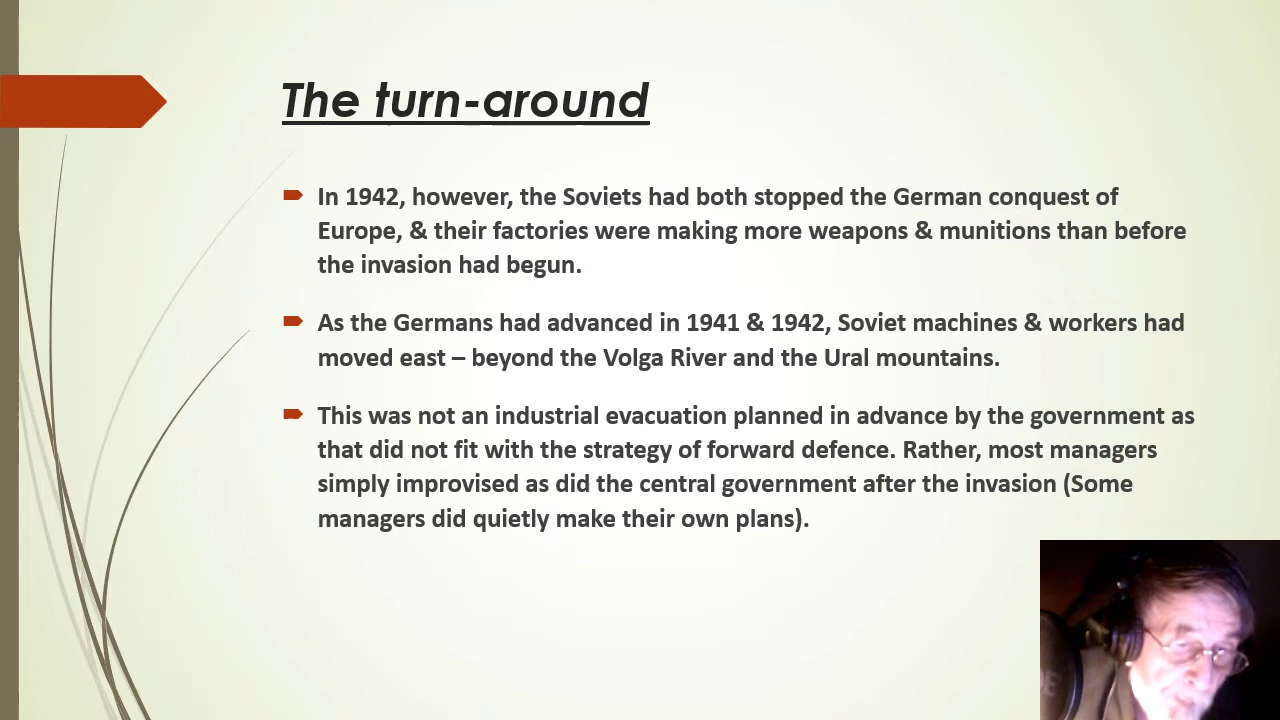 The turn-around
In 1942, however, the Soviets had both stopped the German conquest of
Europe, & their factories were making more weapons & munitions than before
the invasion had begun.
As the Germans had advanced in 1941 & 1942, Soviet machines & workers had
moved east – beyond the Volga River and the Ural mountains.
This was not an industrial evacuation planned in advance by the government as
that did not fit with the strategy of forward defence. Rather, most managers
simply improvised as did the central government after the invasion (Some
managers did quietly make their own plans).